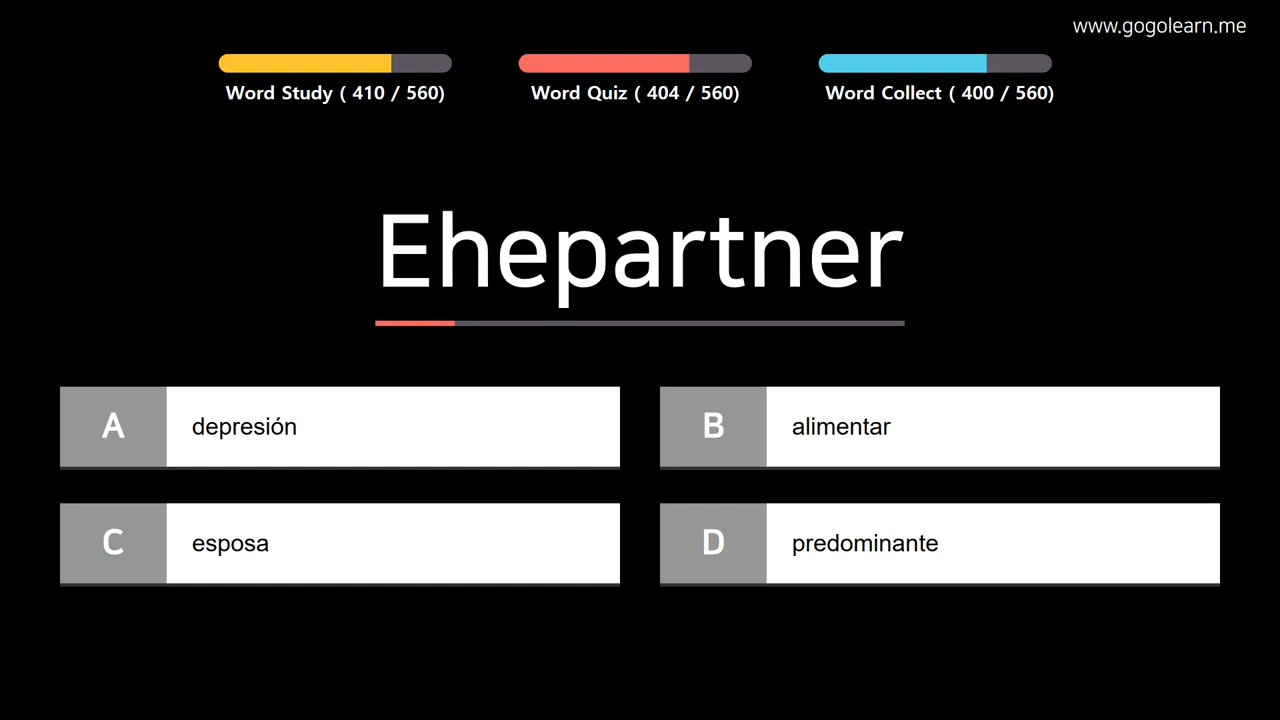 www.gogolearn.me
Word Study ( 410 / 560)
Word Quiz ( 404 / 560)
Word Collect ( 400 / 560)
Ehepartner
A depresión
B alimentar
C esposa
D predominante